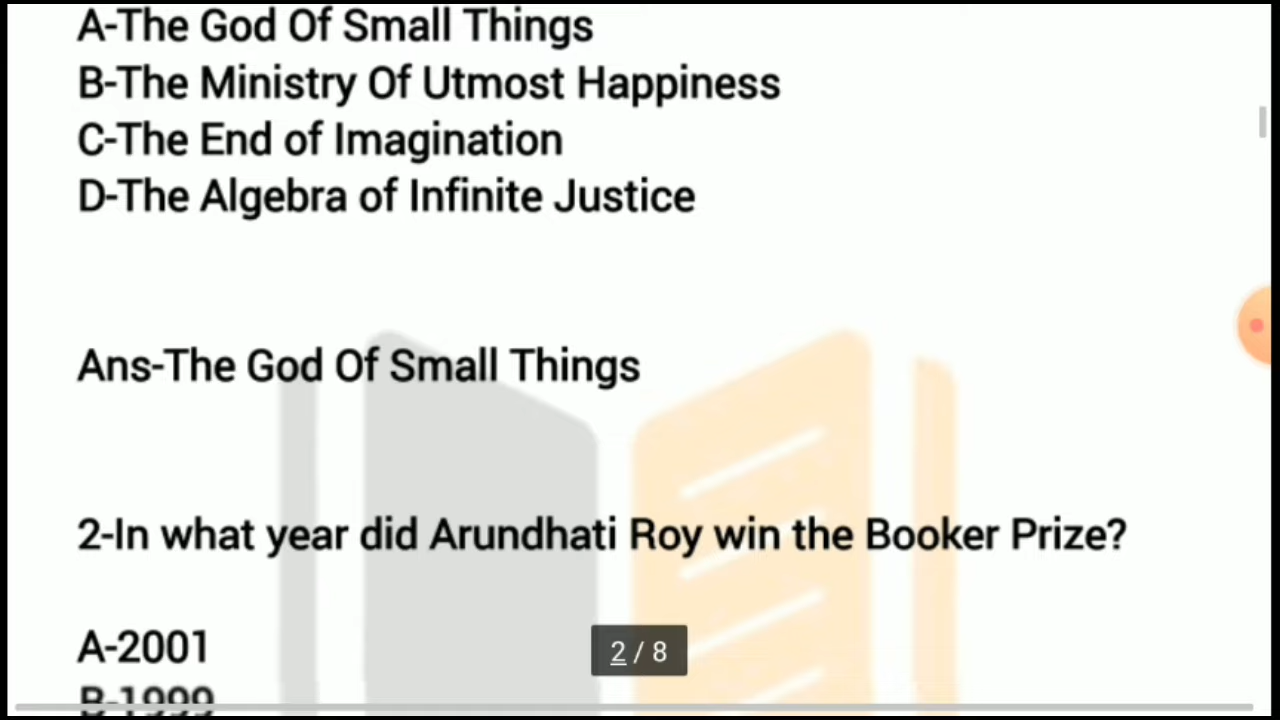 A-The God Of Small Things
B-The Ministry Of Utmost Happiness
C-The End of Imagination
D-The Algebra of Infinite Justice
Ans-The God Of Small Things
2-In what year did Arundhati Roy win the Booker Prize?
A-2001
2 / 8
B-1999